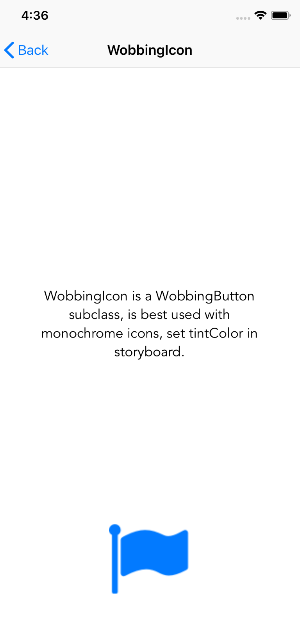 4:36
Back
WobbingIcon
WobbingIcon is a WobbingButton
subclass, is best used with
monochrome icons, set tintColor in
storyboard.